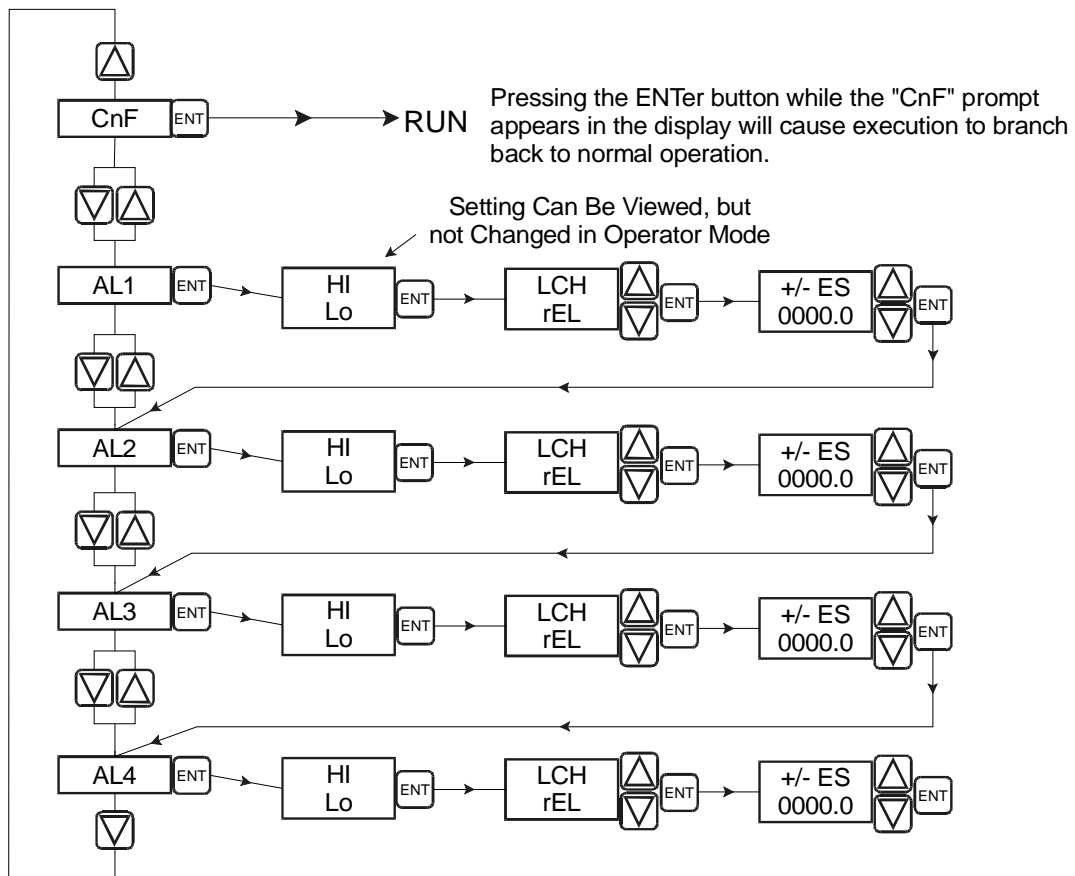 CnF
ENT
RUN
Pressing the ENTer button while the "CnF" prompt
appears in the display will cause execution to branch
back to normal operation.
Setting Can Be Viewed, but
not Changed in Operator Mode
AL1
ENT
HI
Lo
ENT
LCH
rEL
ENT
+/- ES
0000.0
ENT
AL2
ENT
HI
Lo
ENT
LCH
rEL
ENT
+/- ES
0000.0
ENT
AL3
ENT
HI
Lo
ENT
LCH
rEL
ENT
+/- ES
0000.0
ENT
AL4
ENT
HI
Lo
ENT
LCH
rEL
ENT
+/- ES
0000.0
ENT